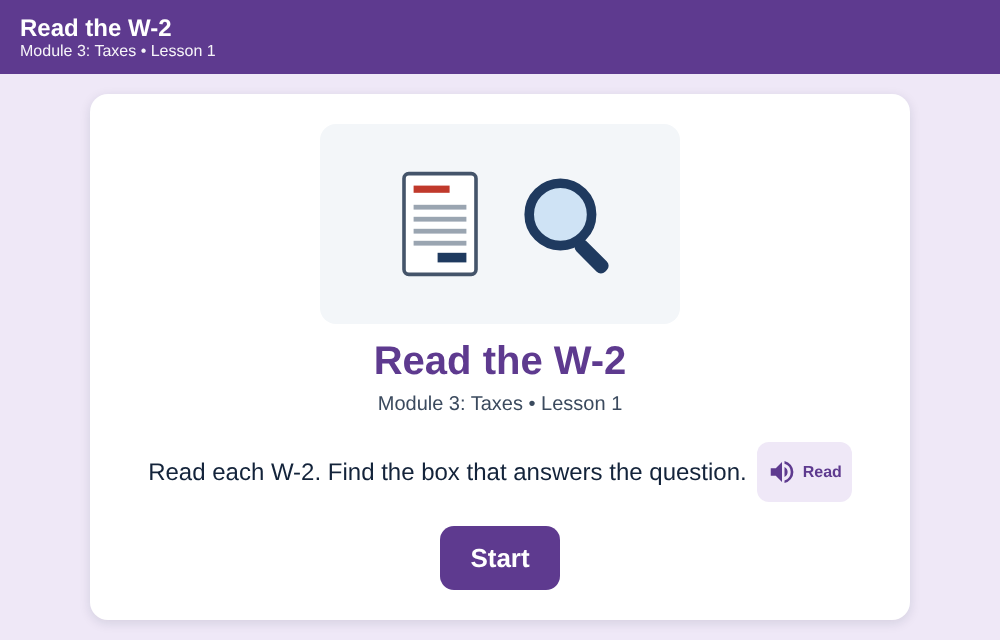 Read the W-2
Module 3: Taxes • Lesson 1
Read the W-2
Module 3: Taxes • Lesson 1
Read each W-2. Find the box that answers the question.
Read
Start